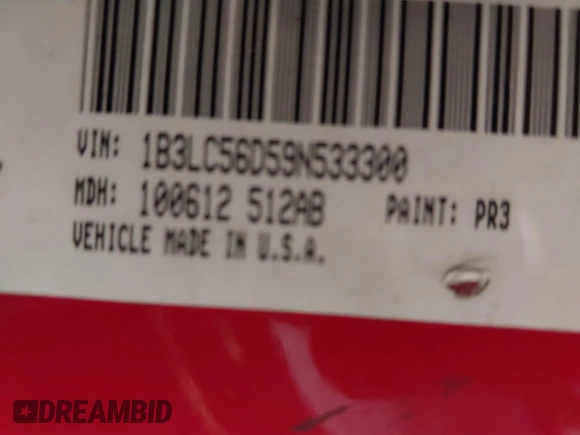 VIN: 1B3LC56D59N533300
MDH: 100612 512AB PAINT: PR3
VEHICLE MADE IN U.S.A.
DREAMBID